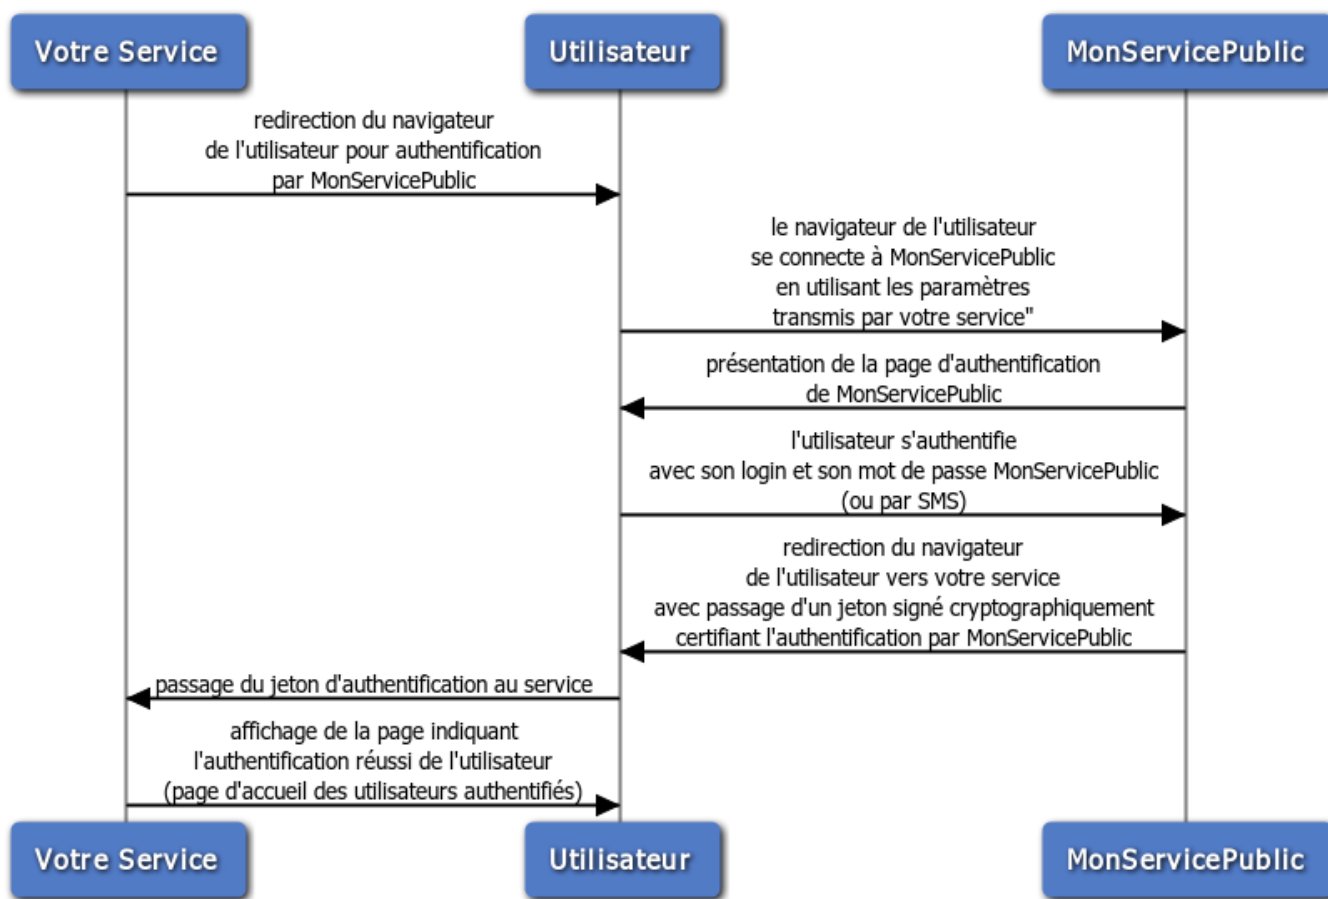 Votre Service
Utilisateur
MonServicePublic
redirection du navigateur
de l'utilisateur pour authentification
par MonServicePublic
le navigateur de l'utilisateur
se connecte à MonServicePublic
en utilisant les paramètres
transmis par votre service"
présentation de la page d'authentification
de MonServicePublic
l'utilisateur s'authentifie
avec son login et son mot de passe MonServicePublic
(ou par SMS)
redirection du navigateur
de l'utilisateur vers votre service
avec passage d'un jeton signé cryptographiquement
certifiant l'authentification par MonServicePublic
passage du jeton d'authentification au service
affichage de la page indiquant
l'authentification réussi de l'utilisateur
(page d'accueil des utilisateurs authentifiés)
Votre Service
Utilisateur
MonServicePublic